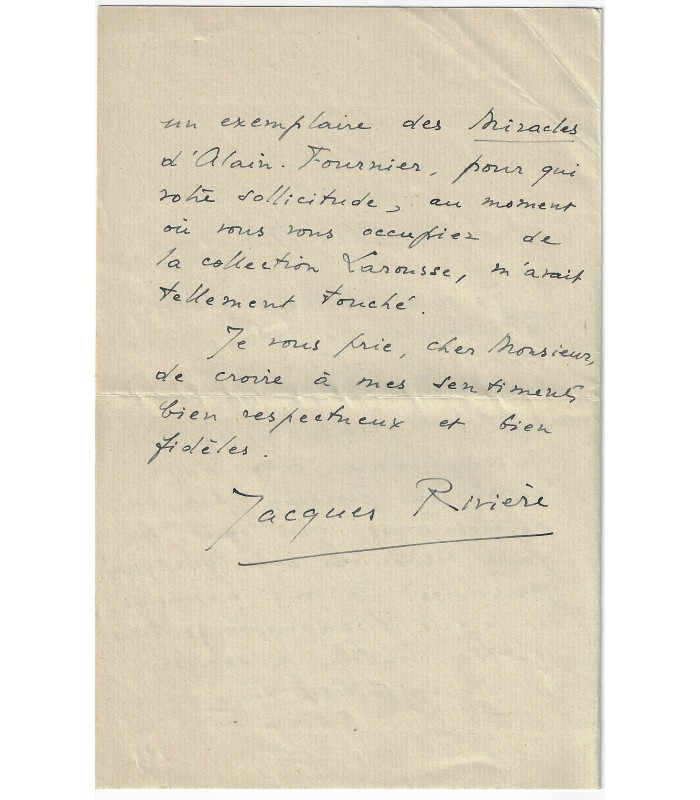 un exemplaire des Miracles
d'Alain-Fournier, pour qui
votre sollicitude, au moment
où vous vous occupiez de
la collection Larousse, m'avait
tellement touché.
Je vous prie, cher Monsieur,
de croire à mes sentiments
bien respectueux et bien
fidèles.
Jacques Rivière